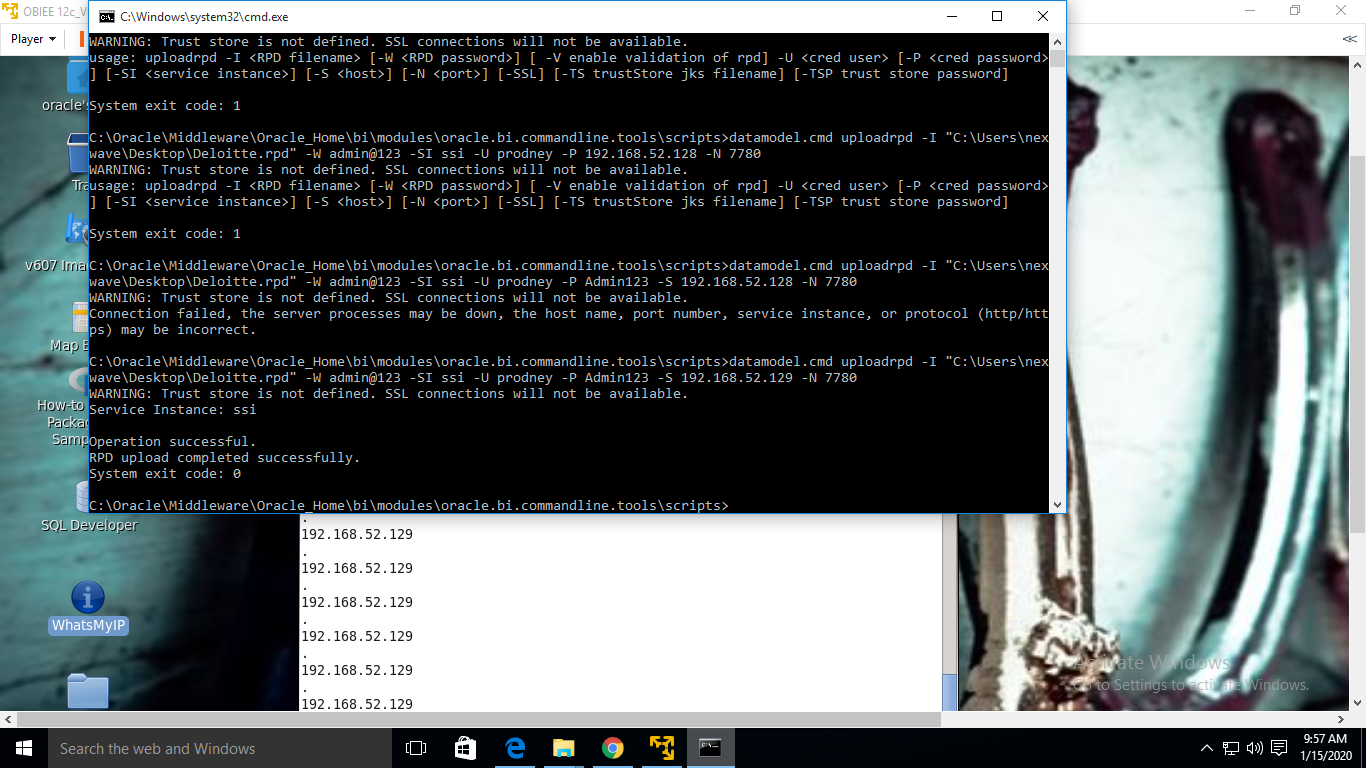 OBIEE 12c_V
C:\Windows\system32\cmd.exe
Player
WARNING: Trust store is not defined. SSL connections will not be available.
usage: uploadrpd -I <RPD filename> [-W <RPD password>] [ -V enable validation of rpd] -U <cred user> [-P <cred password>
] [-SI <service instance>] [-S <host>] [-N <port>] [-SSL] [-TS trustStore jks filename] [-TSP trust store password]
System exit code: 1
C:\Oracle\Middleware\Oracle_Home\bi\modules\oracle.bi.commandline.tools\scripts>datamodel.cmd uploadrpd -I "C:\Users\nex
wave\Desktop\Deloitte.rpd" -W admin@123 -SI ssi -U prodney -P 192.168.52.128 -N 7780
WARNING: Trust store is not defined. SSL connections will not be available.
usage: uploadrpd -I <RPD filename> [-W <RPD password>] [ -V enable validation of rpd] -U <cred user> [-P <cred password>
] [-SI <service instance>] [-S <host>] [-N <port>] [-SSL] [-TS trustStore jks filename] [-TSP trust store password]
System exit code: 1
C:\Oracle\Middleware\Oracle_Home\bi\modules\oracle.bi.commandline.tools\scripts>datamodel.cmd uploadrpd -I "C:\Users\nex
wave\Desktop\Deloitte.rpd" -W admin@123 -SI ssi -U prodney -P Admin123 -S 192.168.52.128 -N 7780
WARNING: Trust store is not defined. SSL connections will not be available.
Connection failed, the server processes may be down, the host name, port number, service instance, or protocol (http/htt
ps) may be incorrect.
C:\Oracle\Middleware\Oracle_Home\bi\modules\oracle.bi.commandline.tools\scripts>datamodel.cmd uploadrpd -I "C:\Users\nex
wave\Desktop\Deloitte.rpd" -W admin@123 -SI ssi -U prodney -P Admin123 -S 192.168.52.129 -N 7780
WARNING: Trust store is not defined. SSL connections will not be available.
Service Instance: ssi
Operation successful.
RPD upload completed successfully.
System exit code: 0
C:\Oracle\Middleware\Oracle_Home\bi\modules\oracle.bi.commandline.tools\scripts>
oracle'
Tra
v607 Ima
Map
How-to
Packa
Samp
SQL Developer
WhatsMyIP
.
192.168.52.129
.
192.168.52.129
.
192.168.52.129
.
192.168.52.129
.
192.168.52.129
.
192.168.52.129
Activate Windows
Go to Settings to activate Windows.
Search the web and Windows
9:57 AM
1/15/2020